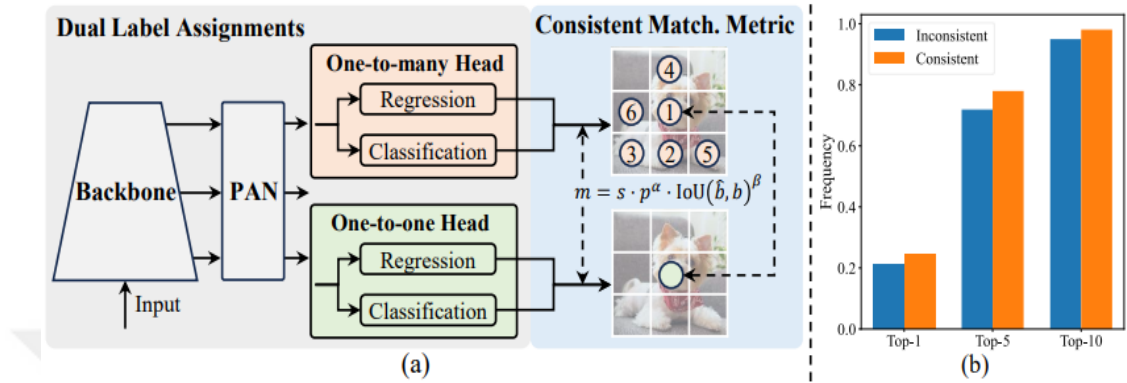 Dual Label Assignments
Consistent Match. Metric
One-to-many Head
Regression
Classification
Backbone
PAN
Input
One-to-one Head
Regression
Classification
4
6
1
3
2
5
m = s · p^α · IoU(b̂, b)^β
(a)
Inconsistent
Consistent
Frequency
1.0
0.8
0.6
0.4
0.2
0.0
Top-1
Top-5
Top-10
(b)